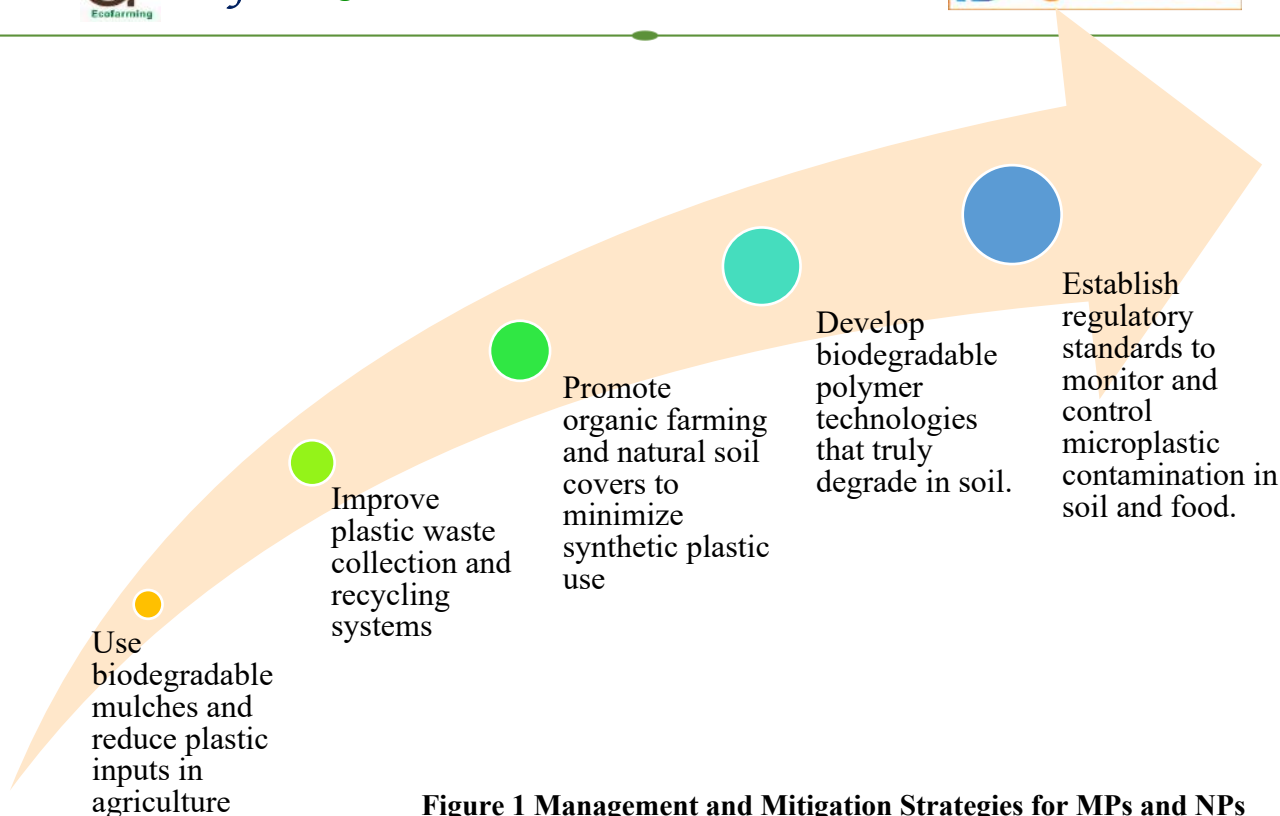 Ecofarming
Establish
regulatory
standards to
monitor and
control
microplastic
contamination in
soil and food.
Develop
biodegradable
polymer
technologies
that truly
degrade in soil.
Promote
organic farming
and natural soil
covers to
minimize
synthetic plastic
use
Improve
plastic waste
collection and
recycling
systems
Use
biodegradable
mulches and
reduce plastic
inputs in
agriculture
Figure 1 Management and Mitigation Strategies for MPs and NPs